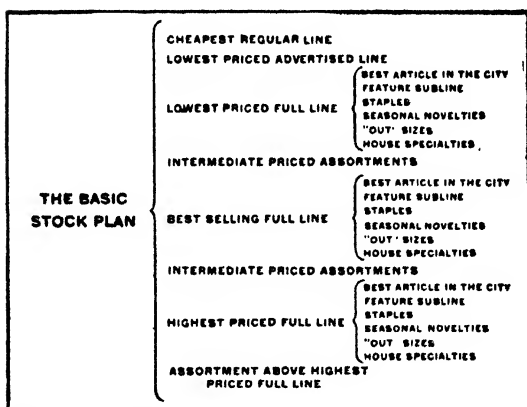 CHEAPEST REGULAR LINE
LOWEST PRICED ADVERTISED LINE
LOWEST PRICED FULL LINE
BEST ARTICLE IN THE CITY
FEATURE SUBLINE
STAPLES
SEASONAL NOVELTIES
"OUT" SIZES
HOUSE SPECIALTIES
INTERMEDIATE PRICED ASSORTMENTS
THE BASIC
STOCK PLAN
BEST SELLING FULL LINE
BEST ARTICLE IN THE CITY
FEATURE SUBLINE
STAPLES
SEASONAL NOVELTIES
"OUT' SIZES
HOUSE SPECIALTIES
INTERMEDIATE PRICED ASSORTMENTS
HIGHEST PRICED FULL LINE
BEST ARTICLE IN THE CITY
FEATURE SUBLINE
STAPLES
SEASONAL NOVELTIES
"OUT SIZES
HOUSE SPECIALTIES
ASSORTMENT ABOVE HIGHEST
PRICED FULL LINE